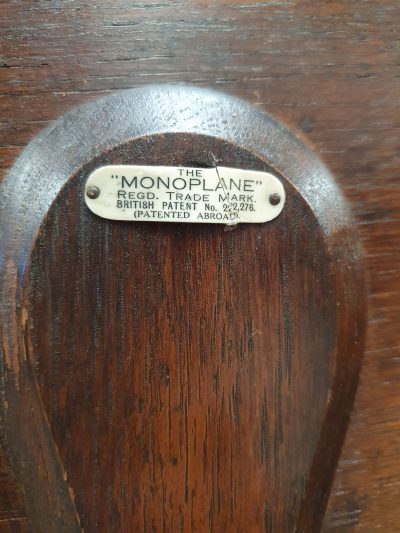 THE
"MONOPLANE"
REGD. TRADE MARK.
BRITISH PATENT No.
(PATENTED ABROAD).